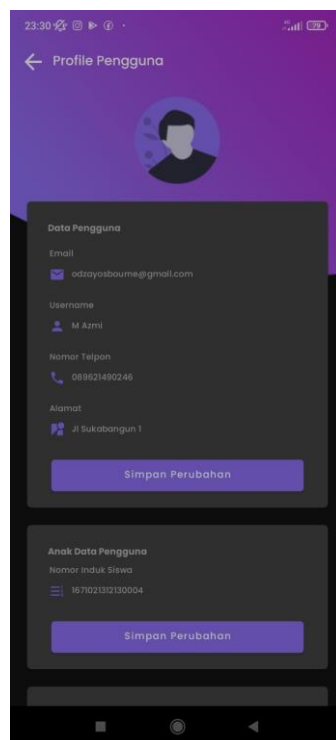 23:30
79
Profile Pengguna
Data Pengguna
Email
odzayosbourne@gmail.com
Username
M Azmi
Nomor Telpon
089621490246
Alamat
Jl Sukabangun 1
Simpan Perubahan
Anak Data Pengguna
Nomor Induk Siswa
1671021312130004
Simpan Perubahan